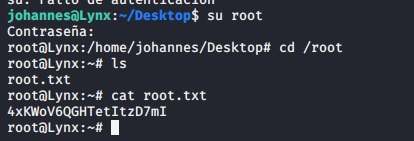 su: Fallo de autenticación
johannes@Lynx:~/Desktop$ su root
Contraseña:
root@Lynx:/home/johannes/Desktop# cd /root
root@Lynx:~# ls
root.txt
root@Lynx:~# cat root.txt
4xKWoV6QGHTetItzD7mI
root@Lynx:~#